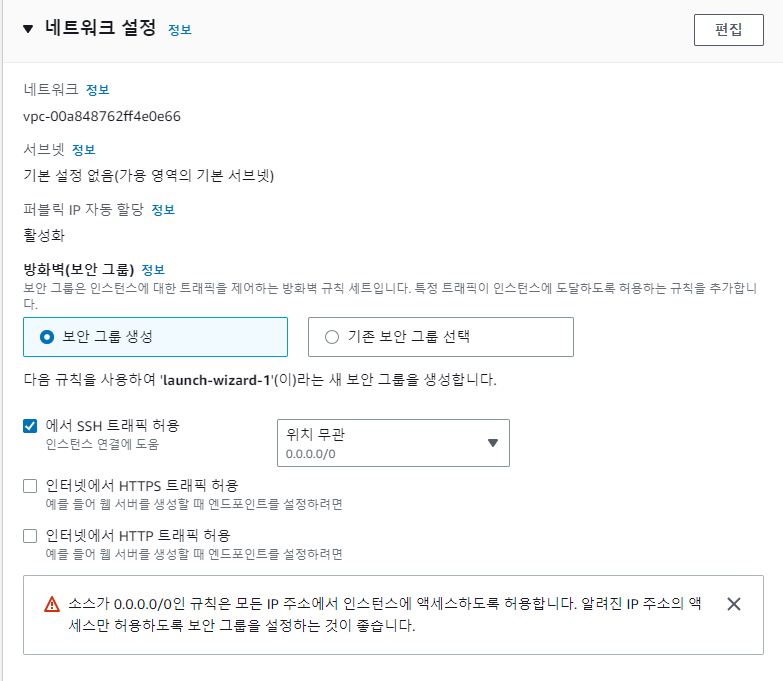 ▼ 네트워크 설정 정보
편집
네트워크 정보
vpc-00a848762ff4e0e66
서브넷 정보
기본 설정 없음(가용 영역의 기본 서브넷)
퍼블릭 IP 자동 할당 정보
활성화
방화벽(보안 그룹) 정보
보안 그룹은 인스턴스에 대한 트래픽을 제어하는 방화벽 규칙 세트입니다. 특정 트래픽이 인스턴스에 도달하도록 허용하는 규칙을 추가합니
다.
보안 그룹 생성
기존 보안 그룹 선택
다음 규칙을 사용하여 'launch-wizard-1'(이)라는 새 보안 그룹을 생성합니다.
에서 SSH 트래픽 허용
인스턴스 연결에 도움
위치 무관
0.0.0.0/0
인터넷에서 HTTPS 트래픽 허용
예를 들어 웹 서버를 생성할 때 엔드포인트를 설정하려면
인터넷에서 HTTP 트래픽 허용
예를 들어 웹 서버를 생성할 때 엔드포인트를 설정하려면
소스가 0.0.0.0/0인 규칙은 모든 IP 주소에서 인스턴스에 액세스하도록 허용합니다. 알려진 IP 주소의 액
세스만 허용하도록 보안 그룹을 설정하는 것이 좋습니다.